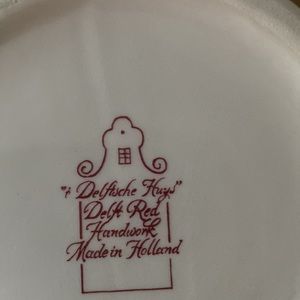 "'t Delftsche Huys"
Delft Red
Handwork
Made in Holland